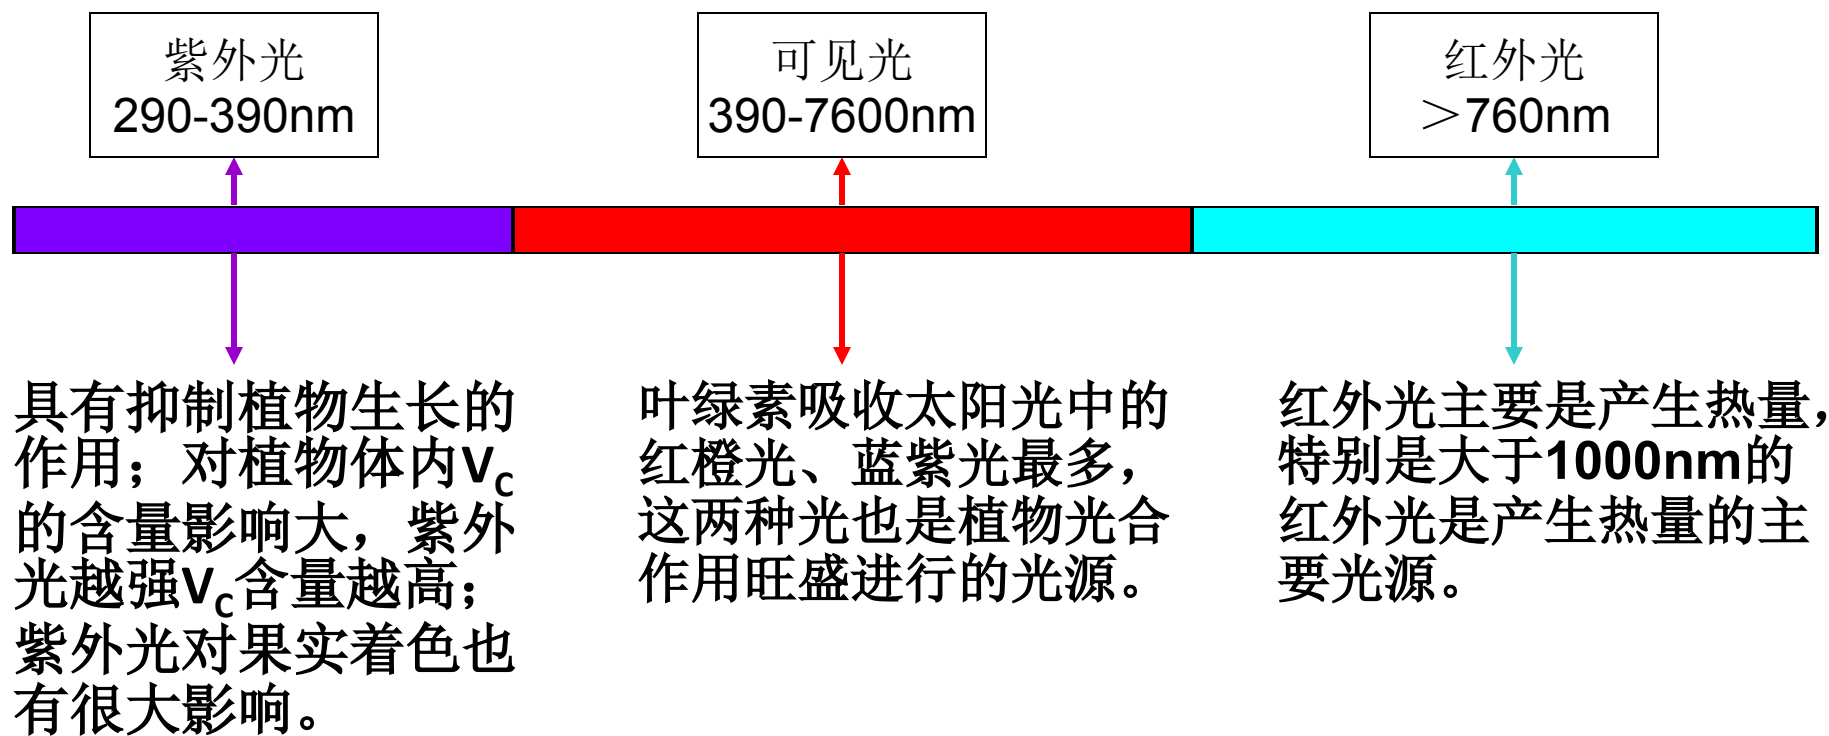 紫外光
290-390nm
可见光
390-7600nm
红外光
＞760nm
具有抑制植物生长的
作用；对植物体内VC
的含量影响大，紫外
光越强VC含量越高；
紫外光对果实着色也
有很大影响。
叶绿素吸收太阳光中的
红橙光、蓝紫光最多，
这两种光也是植物光合
作用旺盛进行的光源。
红外光主要是产生热量，
特别是大于1000nm的
红外光是产生热量的主
要光源。